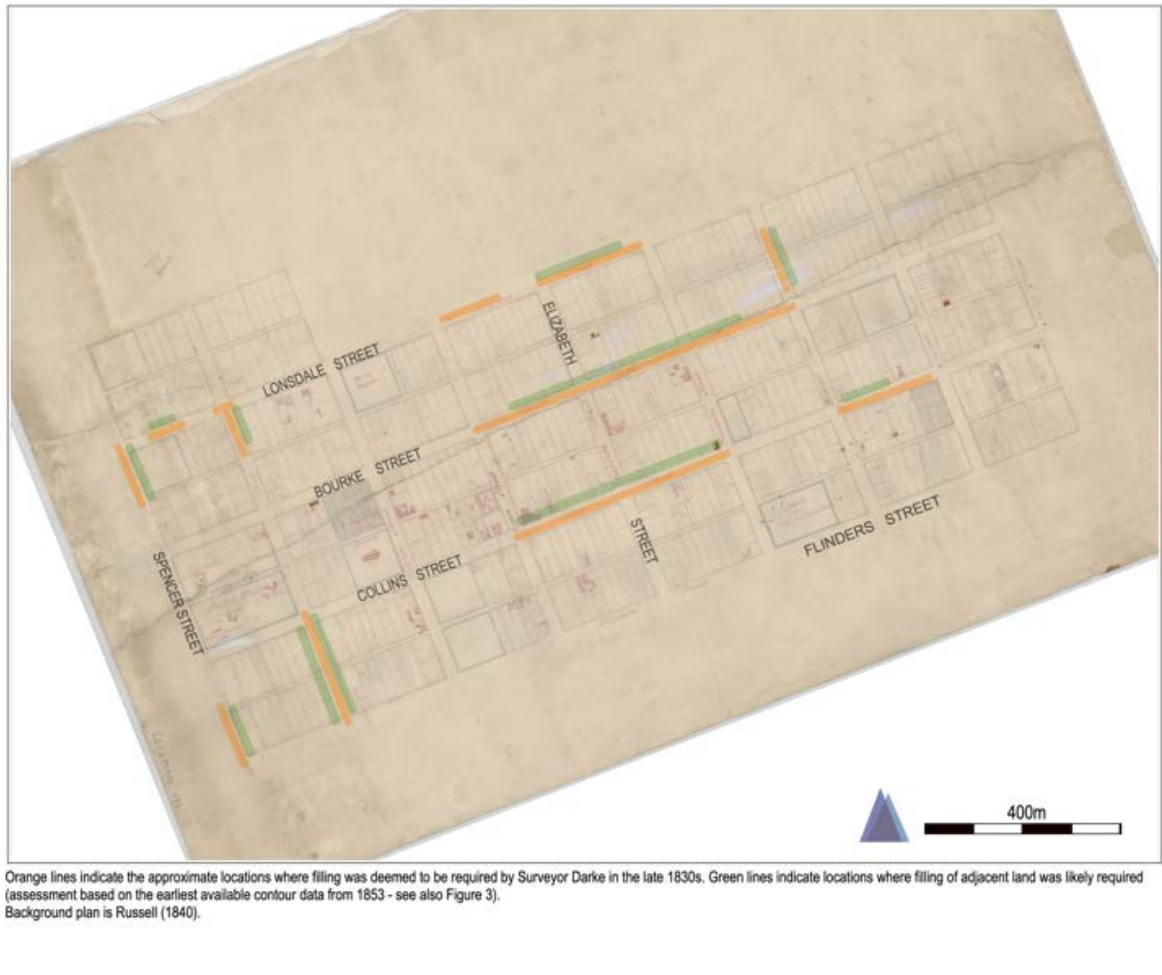 LONSDALE STREET
ELIZABETH
BOURKE STREET
STREET
COLLINS STREET
FLINDERS STREET
SPENCER STREET
400m
Orange lines indicate the approximate locations where filling was deemed to be required by Surveyor Darke in the late 1830s. Green lines indicate locations where filling of adjacent land was likely required
(assessment based on the earliest available contour data from 1853 - see also Figure 3).
Background plan is Russell (1840).